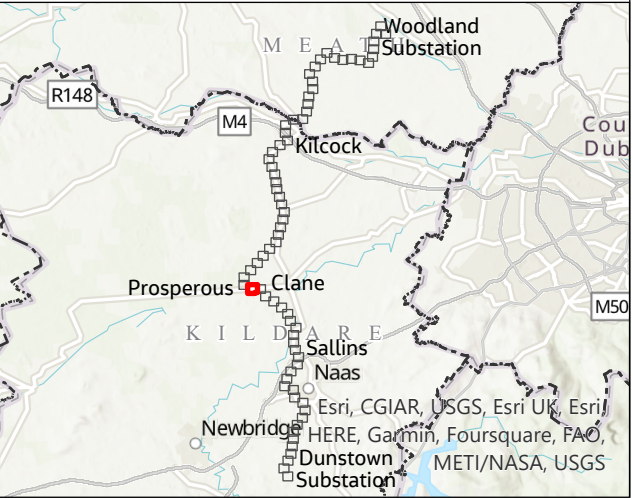 Woodland
Substation
M E A T H
R148
M4
Cou
Dub
Kilcock
Prosperous
Clane
M50
K I L D A R E
Sallins
Naas
Newbridge
Esri, CGIAR, USGS, Esri UK, Esri,
HERE, Garmin, Foursquare, FAO,
METI/NASA, USGS
Dunstown
Substation